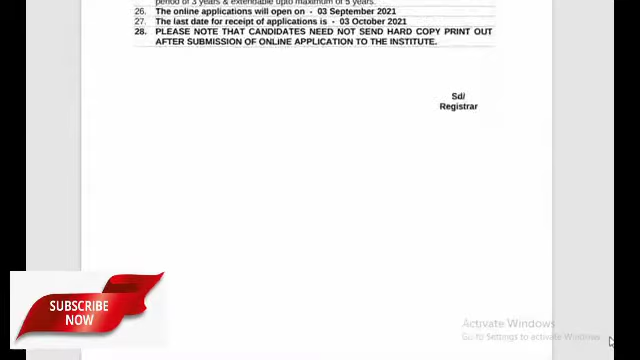 period of 3 years & extendable upto maximum of 5 years.
26. The online applications will open on - 03 September 2021
27. The last date for receipt of applications is - 03 October 2021
28. PLEASE NOTE THAT CANDIDATES NEED NOT SEND HARD COPY PRINT OUT
AFTER SUBMISSION OF ONLINE APPLICATION TO THE INSTITUTE.
Sd/
Registrar
SUBSCRIBE
NOW
Activate Windows
Go to Settings to activate Windows.